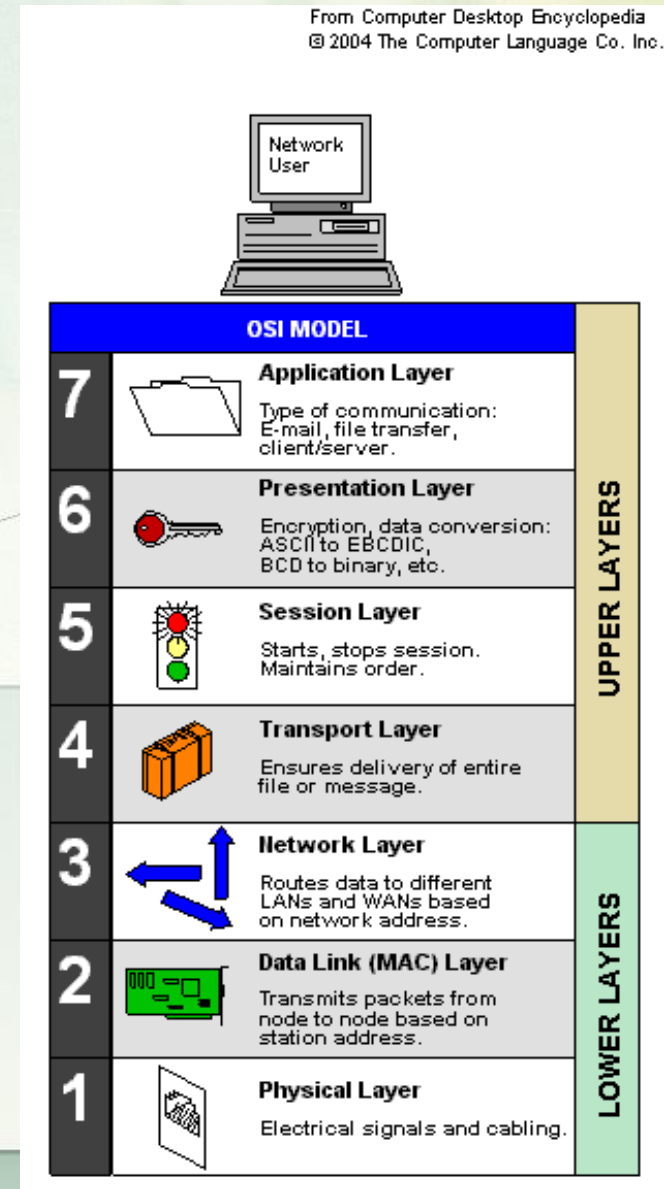 From Computer Desktop Encyclopedia
© 2004 The Computer Language Co. Inc.
Network
User
OSI MODEL
7
Application Layer
Type of communication:
E-mail, file transfer,
client/server.
6
Presentation Layer
Encryption, data conversion:
ASCII to EBCDIC,
BCD to binary, etc.
5
Session Layer
Starts, stops session.
Maintains order.
4
Transport Layer
Ensures delivery of entire
file or message.
UPPER LAYERS
3
Network Layer
Routes data to different
LANs and WANs based
on network address.
2
Data Link (MAC) Layer
Transmits packets from
node to node based on
station address.
1
Physical Layer
Electrical signals and cabling.
LOWER LAYERS